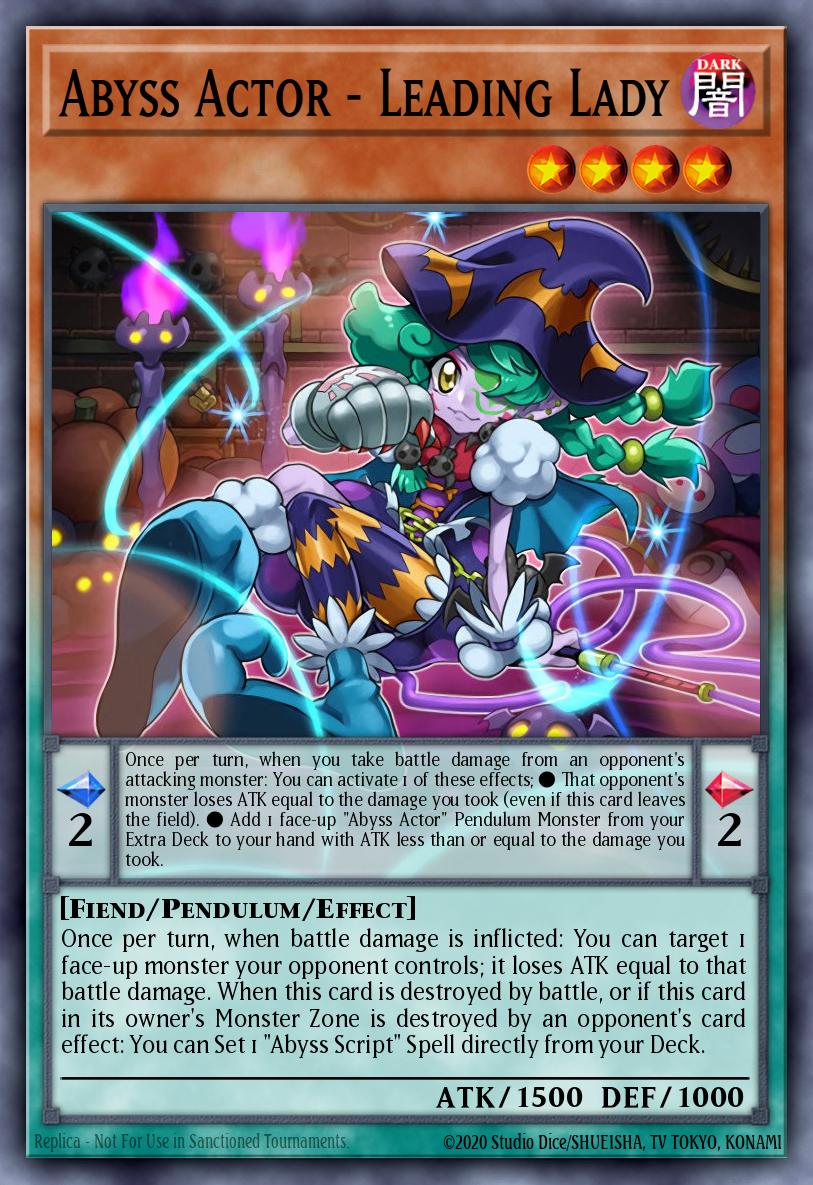 Abyss Actor - Leading Lady
DARK
闇
Once per turn, when you take battle damage from an opponent's
attacking monster: You can activate 1 of these effects; ● That opponent's
monster loses ATK equal to the damage you took (even if this card leaves
the field). ● Add 1 face-up "Abyss Actor" Pendulum Monster from your
Extra Deck to your hand with ATK less than or equal to the damage you
took.
2
2
[Fiend/Pendulum/Effect]
Once per turn, when battle damage is inflicted: You can target 1
face-up monster your opponent controls; it loses ATK equal to that
battle damage. When this card is destroyed by battle, or if this card
in its owner's Monster Zone is destroyed by an opponent's card
effect: You can Set 1 "Abyss Script" Spell directly from your Deck.
ATK/1500 DEF/1000
Replica - Not For Use in Sanctioned Tournaments.
©2020 Studio Dice/SHUEISHA, TV TOKYO, KONAMI